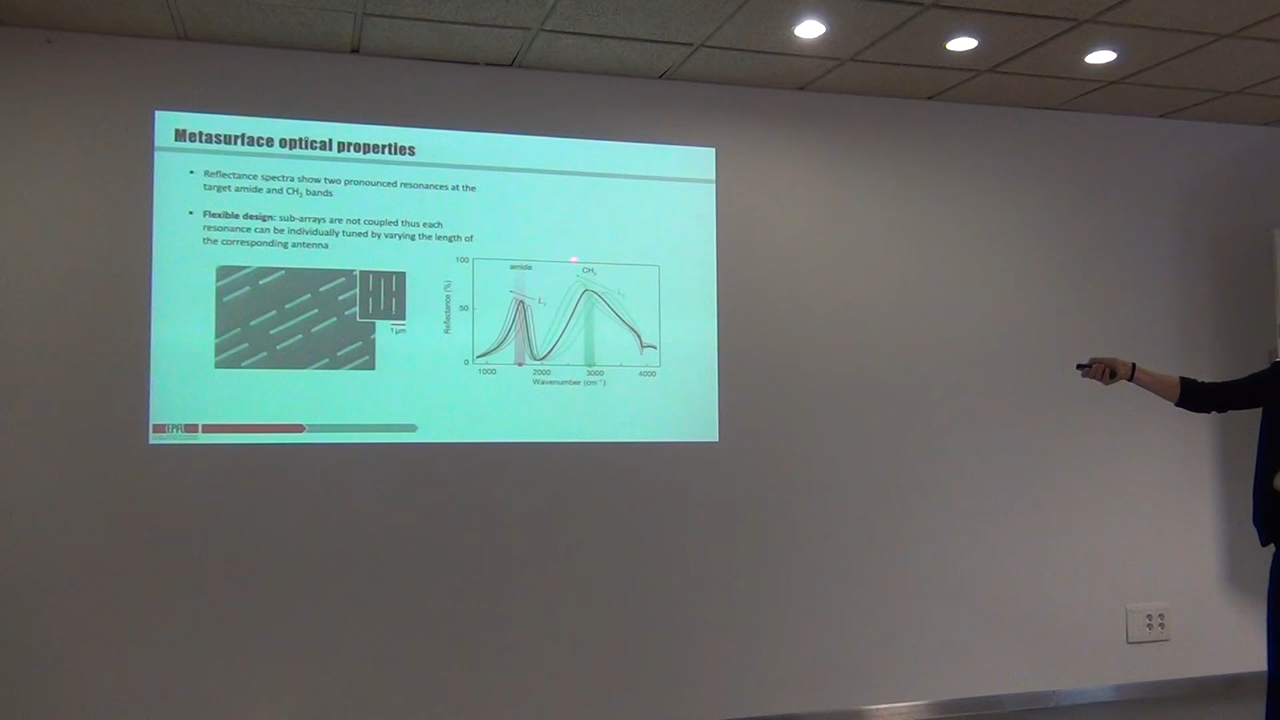 Metasurface optical properties
Reflectance spectra show two pronounced resonances at the
target amide and CH₂ bands
Flexible design: sub-arrays are not coupled thus each
resonance can be individually tuned by varying the length of
the corresponding antenna
1 µm
100
50
0
Reflectance (%)
amide
CH₂
1000 2000 3000 4000
Wavenumber (cm⁻¹)
EPFL